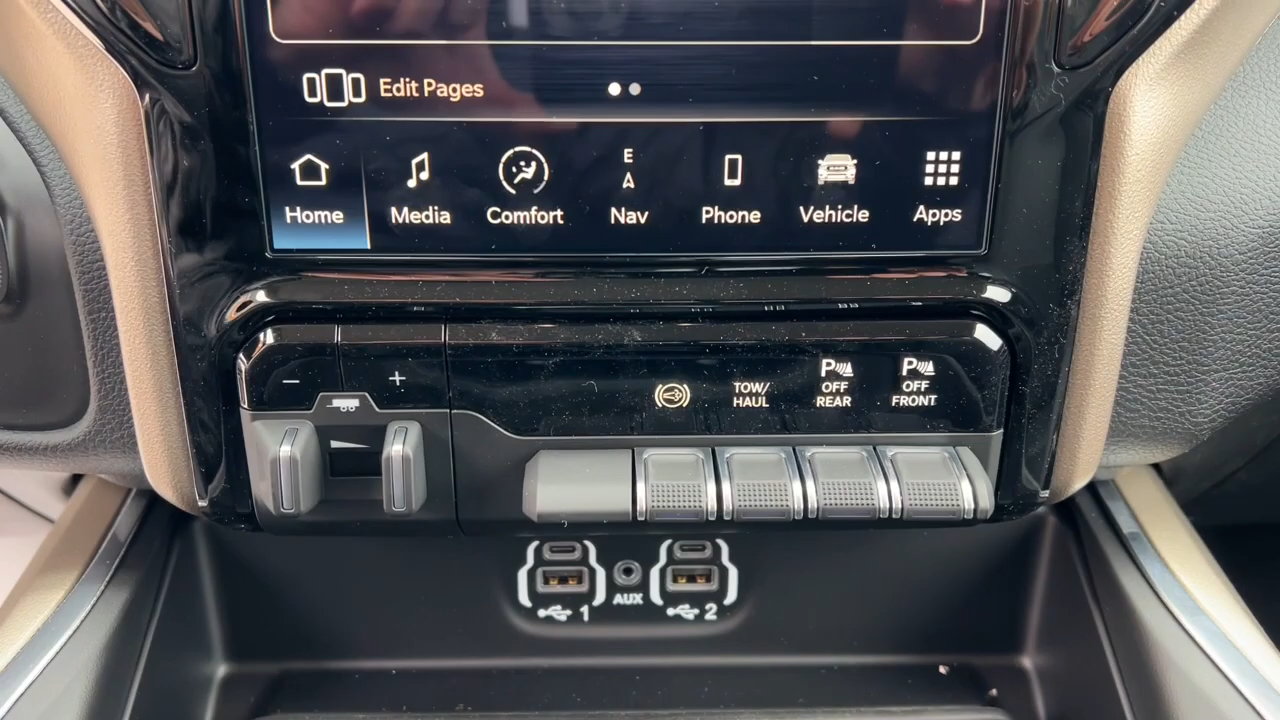 Edit Pages
E
Home Media Comfort Nav Phone Vehicle Apps
− +
TOW/
HAUL
P
OFF
REAR
P
OFF
FRONT
1 AUX 2